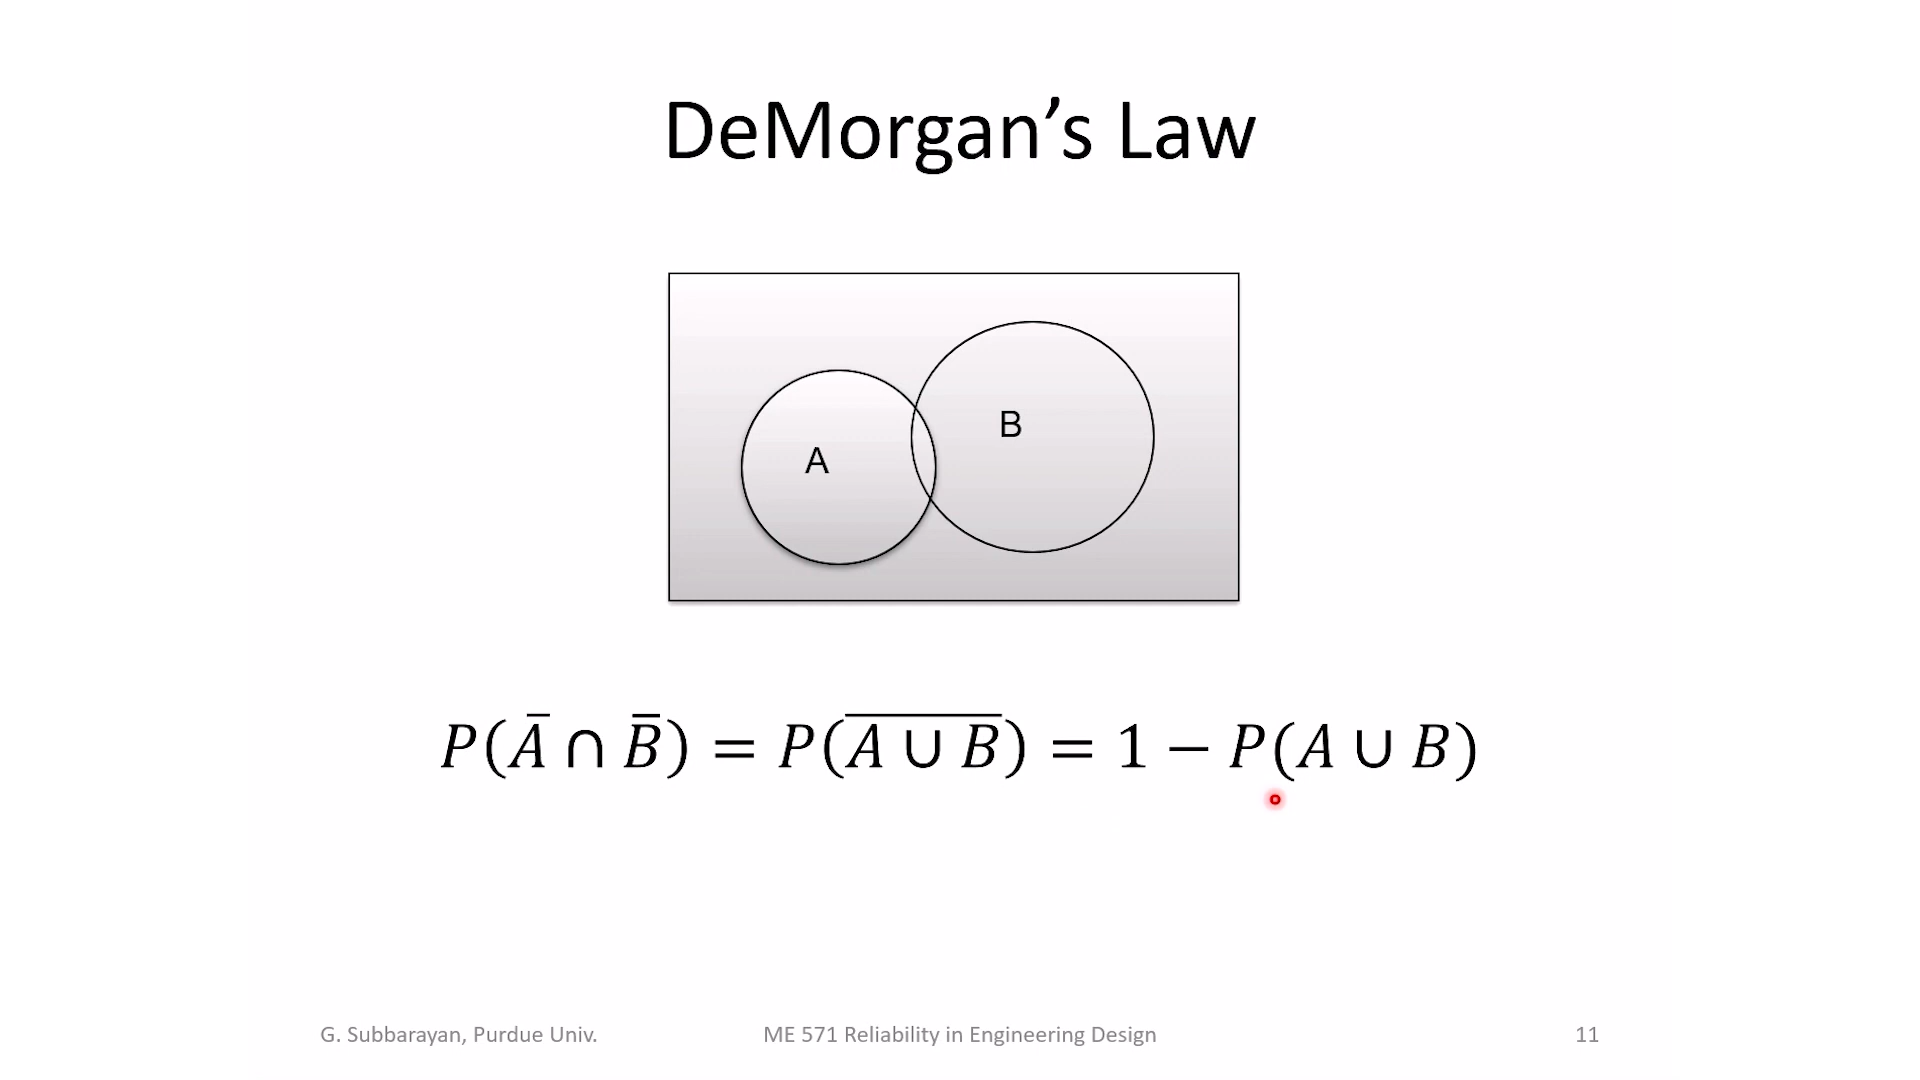 DeMorgan’s Law
B
A
P(A̅ ∩ B̅) = P(A̅ ̅∪̅ ̅B̅) = 1 − P(A ∪ B)
G. Subbarayan, Purdue Univ. ME 571 Reliability in Engineering Design 11